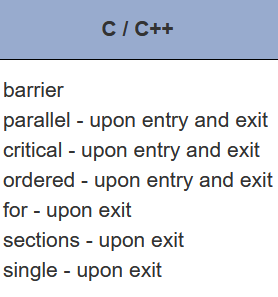 C / C++
barrier
parallel - upon entry and exit
critical - upon entry and exit
ordered - upon entry and exit
for - upon exit
sections - upon exit
single - upon exit